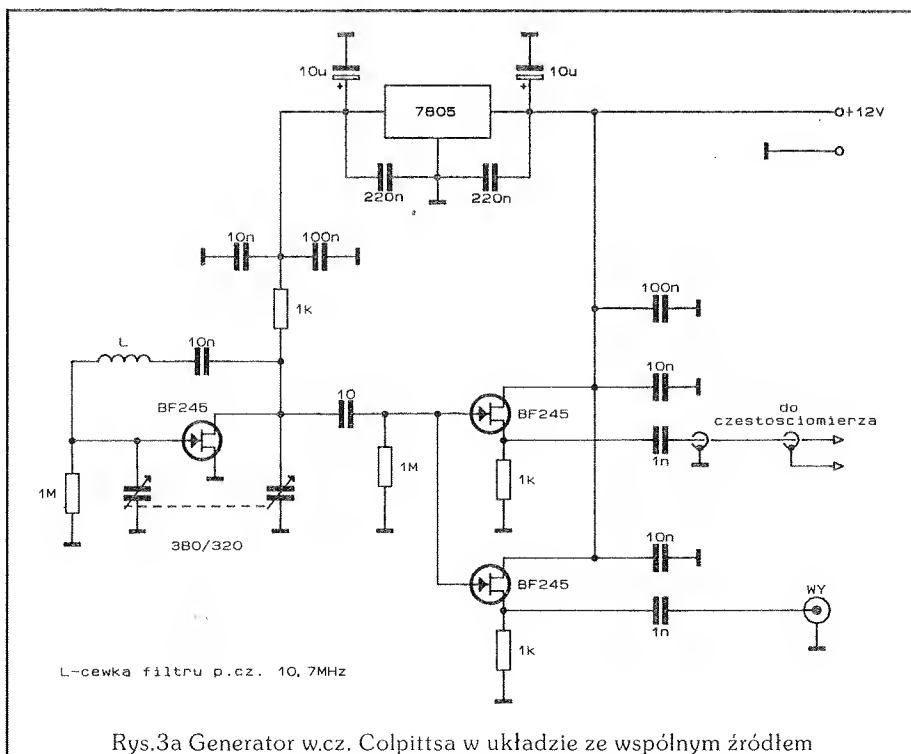 10u
10u
+
+
7805
+12V
220n
220n
10n
100n
1k
100n
L
10n
10n
BF245
10
BF245
do
czestosciomierza
1n
1M
1M
1k
380/320
10n
BF245
WY
1n
1k
L-cewka filtru p.cz. 10,7MHz
Rys.3a Generator w.cz. Colpittsa w układzie ze wspólnym źródłem